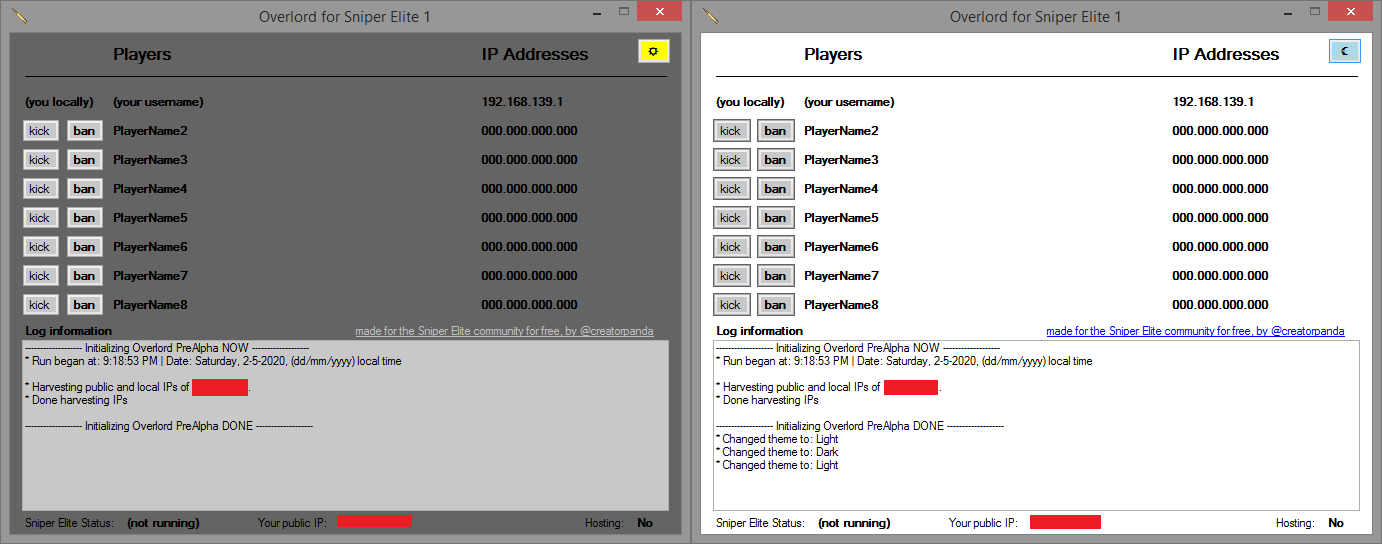 Overlord for Sniper Elite 1
Players IP Addresses
(you locally) (your username) 192.168.139.1
kick ban PlayerName2 000.000.000.000
kick ban PlayerName3 000.000.000.000
kick ban PlayerName4 000.000.000.000
kick ban PlayerName5 000.000.000.000
kick ban PlayerName6 000.000.000.000
kick ban PlayerName7 000.000.000.000
kick ban PlayerName8 000.000.000.000
Log information made for the Sniper Elite community for free, by @creatorpanda
------------------- Initializing Overlord PreAlpha NOW -------------------
* Run began at: 9:18:53 PM | Date: Saturday, 2-5-2020, (dd/mm/yyyy) local time
* Harvesting public and local IPs of .
* Done harvesting IPs
------------------- Initializing Overlord PreAlpha DONE -------------------
Sniper Elite Status: (not running) Your public IP: Hosting: No
Overlord for Sniper Elite 1
Players IP Addresses
(you locally) (your username) 192.168.139.1
kick ban PlayerName2 000.000.000.000
kick ban PlayerName3 000.000.000.000
kick ban PlayerName4 000.000.000.000
kick ban PlayerName5 000.000.000.000
kick ban PlayerName6 000.000.000.000
kick ban PlayerName7 000.000.000.000
kick ban PlayerName8 000.000.000.000
Log information made for the Sniper Elite community for free, by @creatorpanda
------------------- Initializing Overlord PreAlpha NOW -------------------
* Run began at: 9:18:53 PM | Date: Saturday, 2-5-2020, (dd/mm/yyyy) local time
* Harvesting public and local IPs of .
* Done harvesting IPs
------------------- Initializing Overlord PreAlpha DONE -------------------
* Changed theme to: Light
* Changed theme to: Dark
* Changed theme to: Light
Sniper Elite Status: (not running) Your public IP: Hosting: No